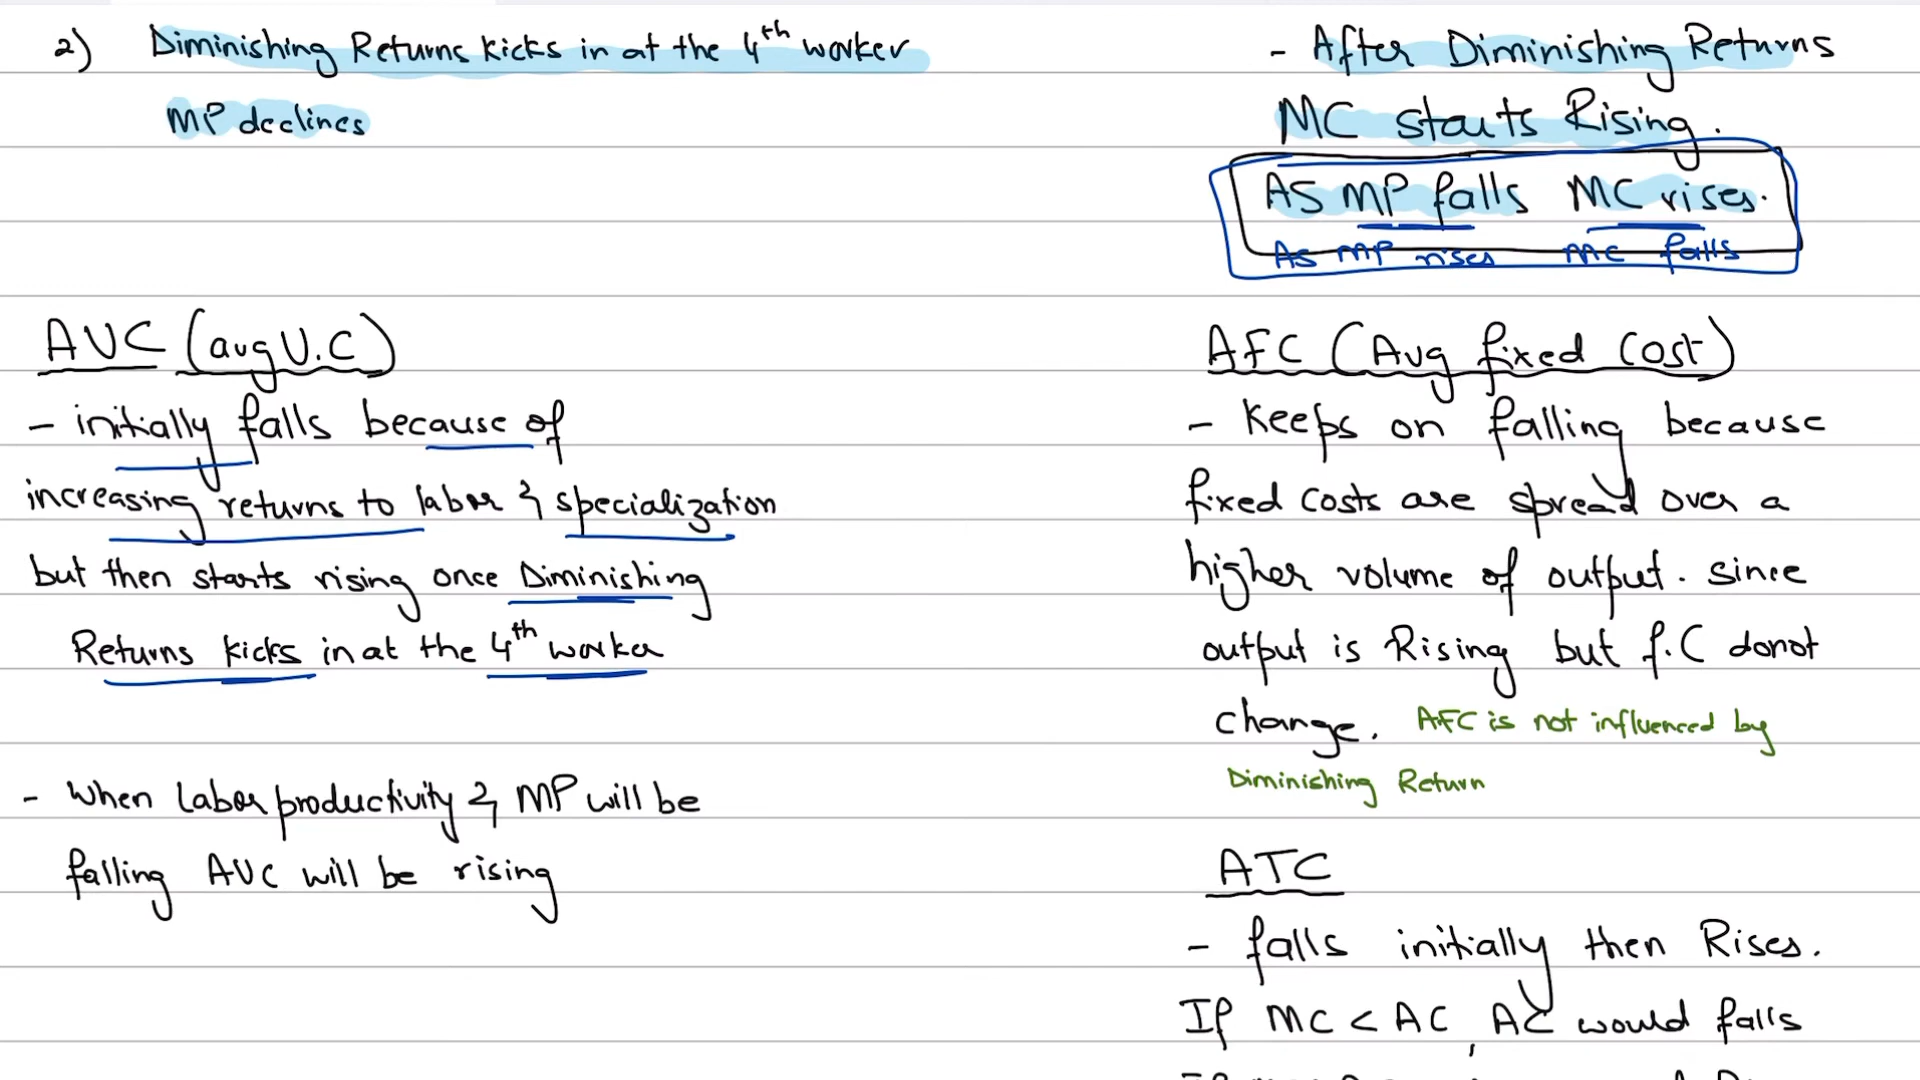 2) Diminishing Returns kicks in at the 4th worker
MP declines
AVC (avg V.C)
- initially falls because of
increasing returns to labor & specialization
but then starts rising once Diminishing
Returns kicks in at the 4th worker
- When Labor productivity & MP will be
falling AVC will be rising
- After Diminishing Returns
MC starts Rising.
AS MP falls MC rises.
As MP rises MC falls
AFC (Avg fixed Cost)
- Keeps on falling because
fixed costs are spread over a
higher volume of output. since
output is Rising but f.C donot
change. AFC is not influenced by
Diminishing Return
ATC
- falls initially then Rises.
If MC < AC, AC would falls